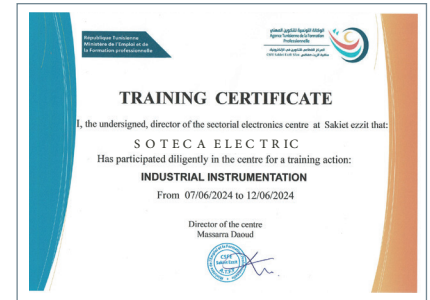 République Tunisienne
Ministère de l'Emploi et de
la Formation professionnelle
الوكالة التونسية للتكوين المهني
Agence Tunisienne de la Formation
Professionnelle
TRAINING CERTIFICATE
I, the undersigned, director of the sectorial electronics centre at Sakiet ezzit that:
SOTECA ELECTRIC
Has participated diligently in the centre for a training action:
INDUSTRIAL INSTRUMENTATION
From 07/06/2024 to 12/06/2024
Director of the centre
Massarra Daoud
CSFE
Sakiet Ezzit